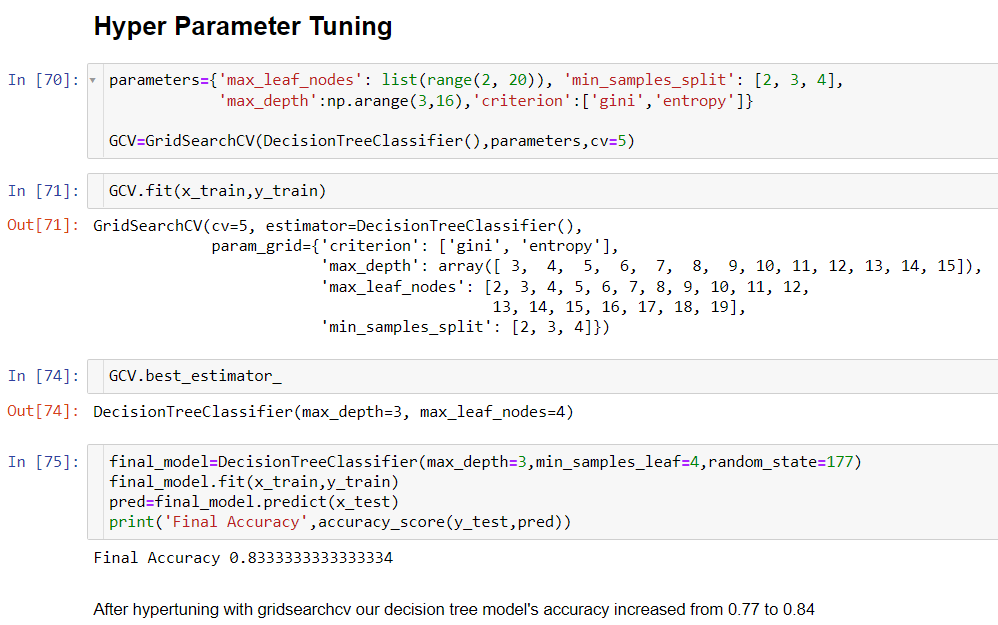 Hyper Parameter Tuning
In [70]: parameters={'max_leaf_nodes': list(range(2, 20)), 'min_samples_split': [2, 3, 4],
'max_depth':np.arange(3,16),'criterion':['gini','entropy']}
GCV=GridSearchCV(DecisionTreeClassifier(),parameters,cv=5)
In [71]: GCV.fit(x_train,y_train)
Out[71]: GridSearchCV(cv=5, estimator=DecisionTreeClassifier(),
param_grid={'criterion': ['gini', 'entropy'],
'max_depth': array([ 3,  4,  5,  6,  7,  8,  9, 10, 11, 12, 13, 14, 15]),
'max_leaf_nodes': [2, 3, 4, 5, 6, 7, 8, 9, 10, 11, 12,
13, 14, 15, 16, 17, 18, 19],
'min_samples_split': [2, 3, 4]})
In [74]: GCV.best_estimator_
Out[74]: DecisionTreeClassifier(max_depth=3, max_leaf_nodes=4)
In [75]: final_model=DecisionTreeClassifier(max_depth=3,min_samples_leaf=4,random_state=177)
final_model.fit(x_train,y_train)
pred=final_model.predict(x_test)
print('Final Accuracy',accuracy_score(y_test,pred))
Final Accuracy 0.8333333333333334
After hypertuning with gridsearchcv our decision tree model's accuracy increased from 0.77 to 0.84